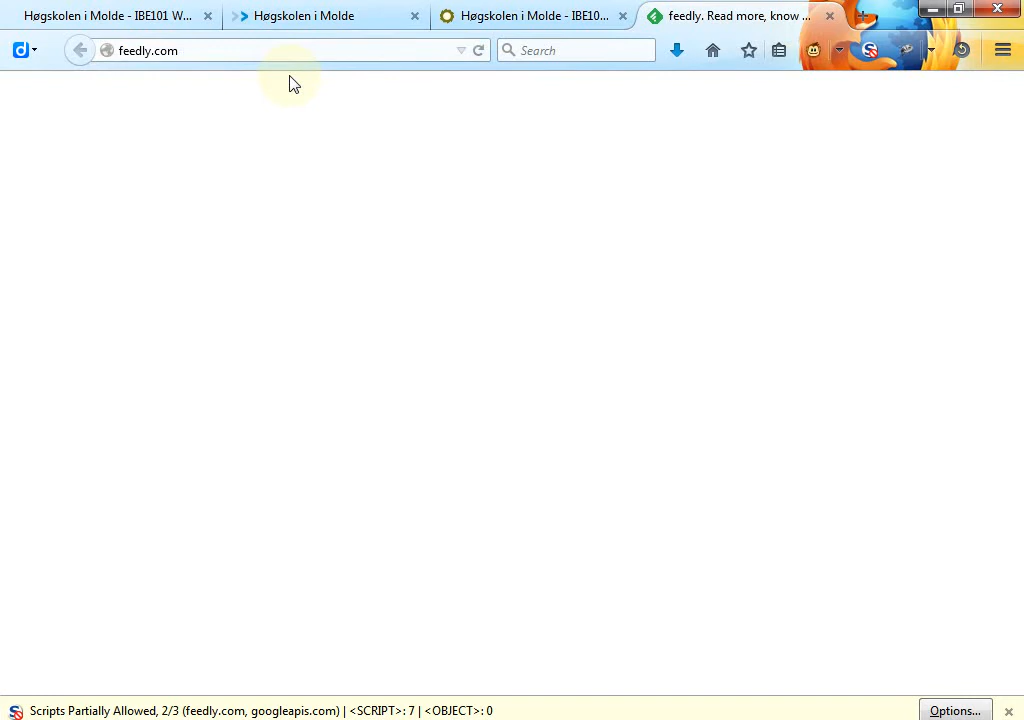 Høgskolen i Molde - IBE101 W...
Høgskolen i Molde
Høgskolen i Molde - IBE10...
feedly. Read more, know ...
feedly.com
Search
Scripts Partially Allowed, 2/3 (feedly.com, googleapis.com) | <SCRIPT>: 7 | <OBJECT>: 0
Options...